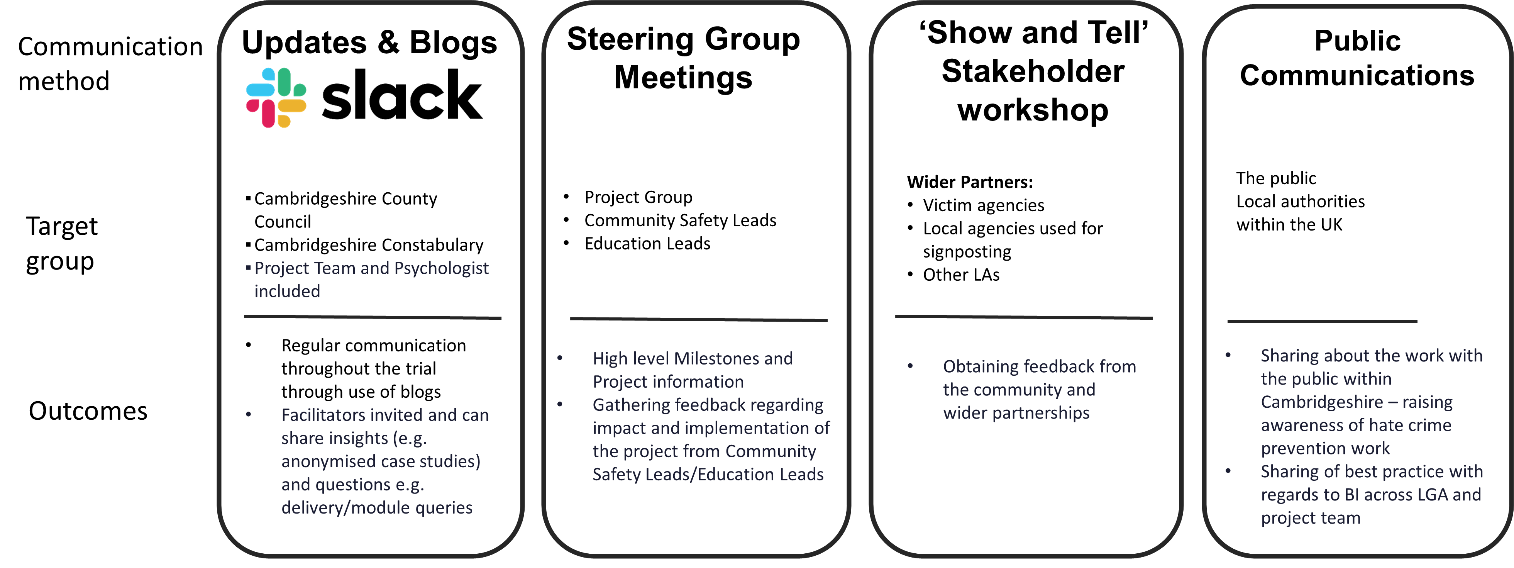 Communication
method
Updates & Blogs
slack
Steering Group
Meetings
‘Show and Tell’
Stakeholder
workshop
Public
Communications
Target
group
▪Cambridgeshire County
Council
▪Cambridgeshire Constabulary
▪Project Team and Psychologist
included
• Project Group
• Community Safety Leads
• Education Leads
Wider Partners:
• Victim agencies
• Local agencies used for
signposting
• Other LAs
The public
Local authorities
within the UK
Outcomes
• Regular communication
throughout the trial
through use of blogs
• Facilitators invited and can
share insights (e.g.
anonymised case studies)
and questions e.g.
delivery/module queries
• High level Milestones and
Project information
• Gathering feedback regarding
impact and implementation of
the project from Community
Safety Leads/Education Leads
• Obtaining feedback from
the community and
wider partnerships
• Sharing about the work with
the public within
Cambridgeshire – raising
awareness of hate crime
prevention work
• Sharing of best practice with
regards to BI across LGA and
project team